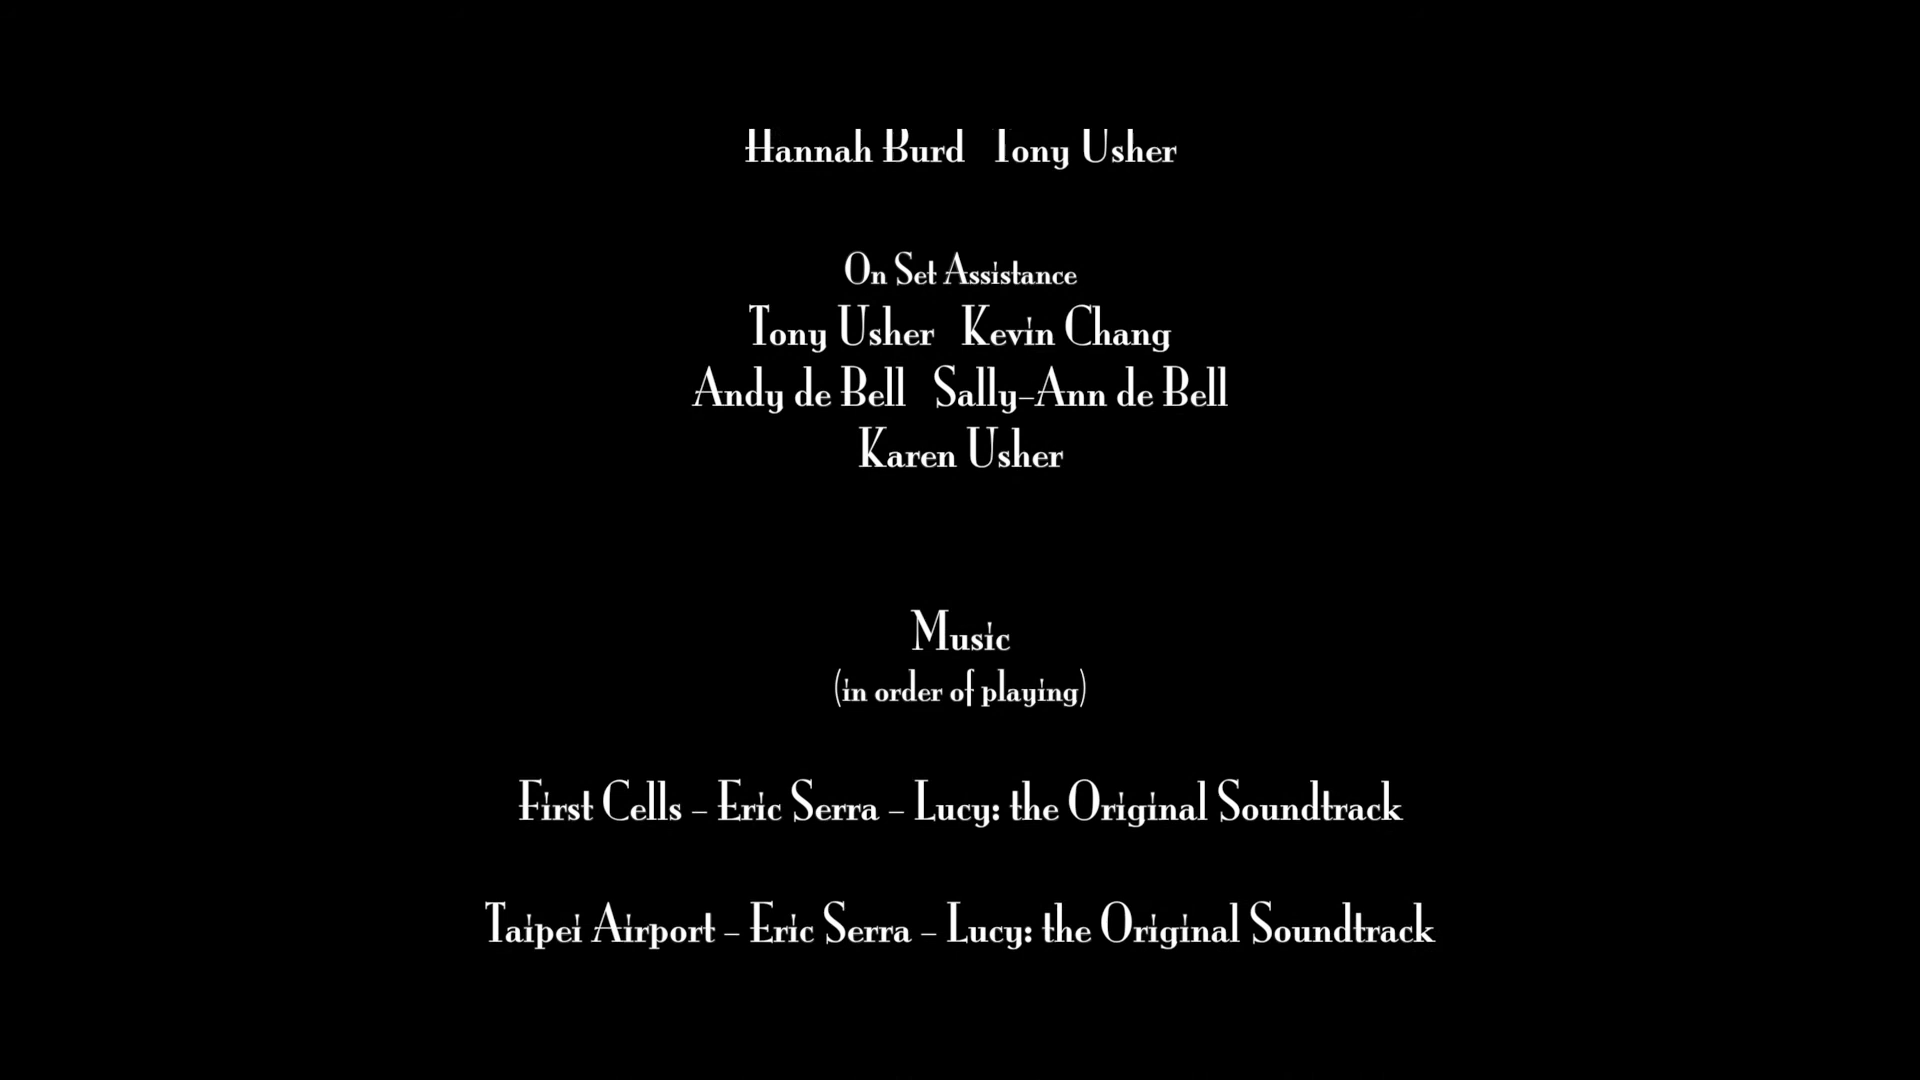 Hannah Burd Tony Usher
On Set Assistance
Tony Usher Kevin Chang
Andy de Bell Sally-Ann de Bell
Karen Usher
Music
(in order of playing)
First Cells - Eric Serra - Lucy: the Original Soundtrack
Taipei Airport - Eric Serra - Lucy: the Original Soundtrack